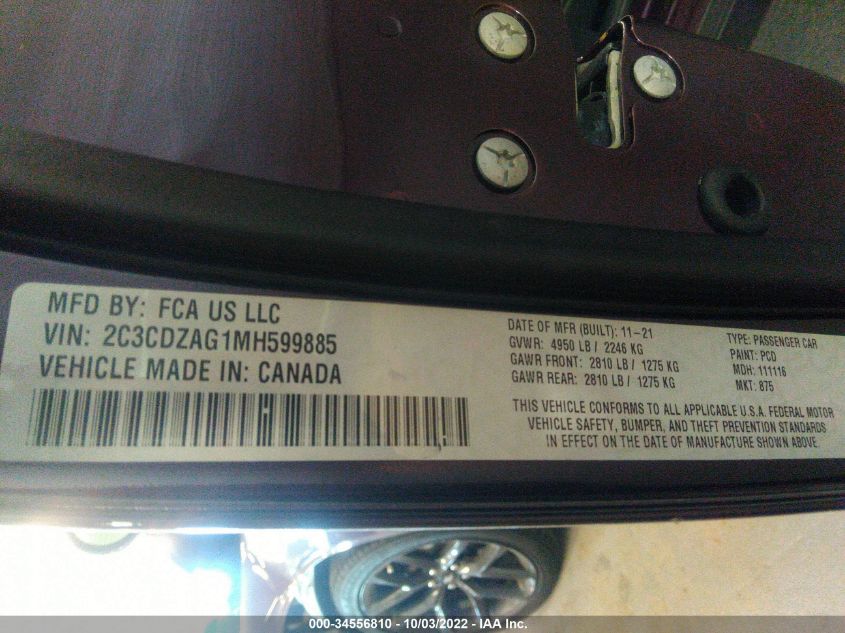 MFD BY: FCA US LLC
VIN: 2C3CDZAG1MH599885
VEHICLE MADE IN: CANADA
DATE OF MFR (BUILT): 11-21
GVWR: 4950 LB / 2246 KG
GAWR FRONT: 2810 LB / 1275 KG
GAWR REAR: 2810 LB / 1275 KG
TYPE: PASSENGER CAR
PAINT: PCD
MDH: 111116
MKT: 875
THIS VEHICLE CONFORMS TO ALL APPLICABLE U.S.A. FEDERAL MOTOR
VEHICLE SAFETY, BUMPER, AND THEFT PREVENTION STANDARDS
IN EFFECT ON THE DATE OF MANUFACTURE SHOWN ABOVE.
000-34556810 - 10/03/2022 - IAA Inc.